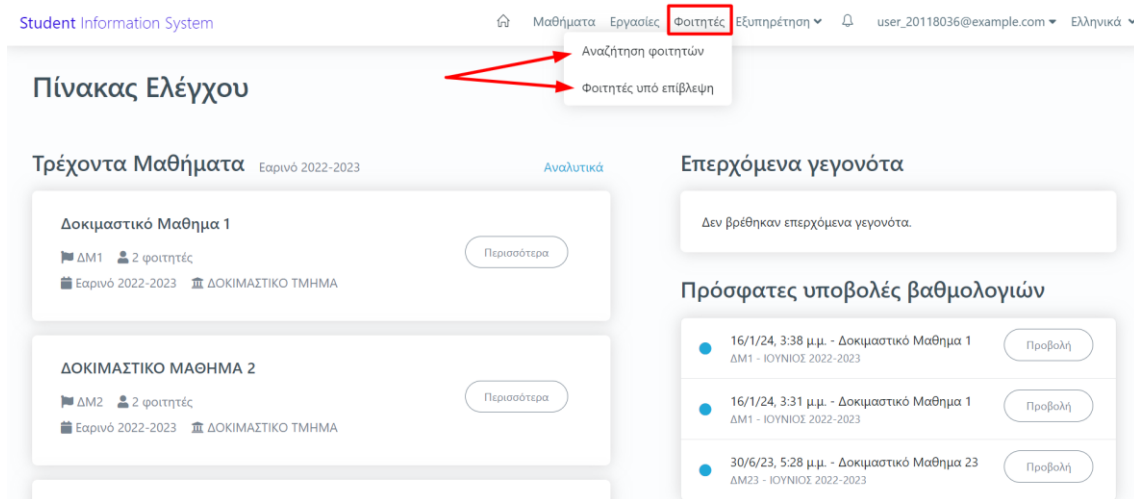 Student Information System
Μαθήματα Εργασίες Φοιτητές Εξυπηρέτηση user_20118036@example.com Ελληνικά
Αναζήτηση φοιτητών
Φοιτητές υπό επίβλεψη
Πίνακας Ελέγχου
Τρέχοντα Μαθήματα Εαρινό 2022-2023 Αναλυτικά
Δοκιμαστικό Μαθημα 1
ΔΜ1 2 φοιτητές
Εαρινό 2022-2023 ΔΟΚΙΜΑΣΤΙΚΟ ΤΜΗΜΑ
Περισσότερα
ΔΟΚΙΜΑΣΤΙΚΟ ΜΑΘΗΜΑ 2
ΔΜ2 2 φοιτητές
Εαρινό 2022-2023 ΔΟΚΙΜΑΣΤΙΚΟ ΤΜΗΜΑ
Περισσότερα
Επερχόμενα γεγονότα
Δεν βρέθηκαν επερχόμενα γεγονότα.
Πρόσφατες υποβολές βαθμολογιών
16/1/24, 3:38 μ.μ. - Δοκιμαστικό Μαθημα 1
ΔΜ1 - ΙΟΥΝΙΟΣ 2022-2023
Προβολή
16/1/24, 3:31 μ.μ. - Δοκιμαστικό Μαθημα 1
ΔΜ1 - ΙΟΥΝΙΟΣ 2022-2023
Προβολή
30/6/23, 5:28 μ.μ. - Δοκιμαστικό Μαθημα 23
ΔΜ23 - ΙΟΥΝΙΟΣ 2022-2023
Προβολή